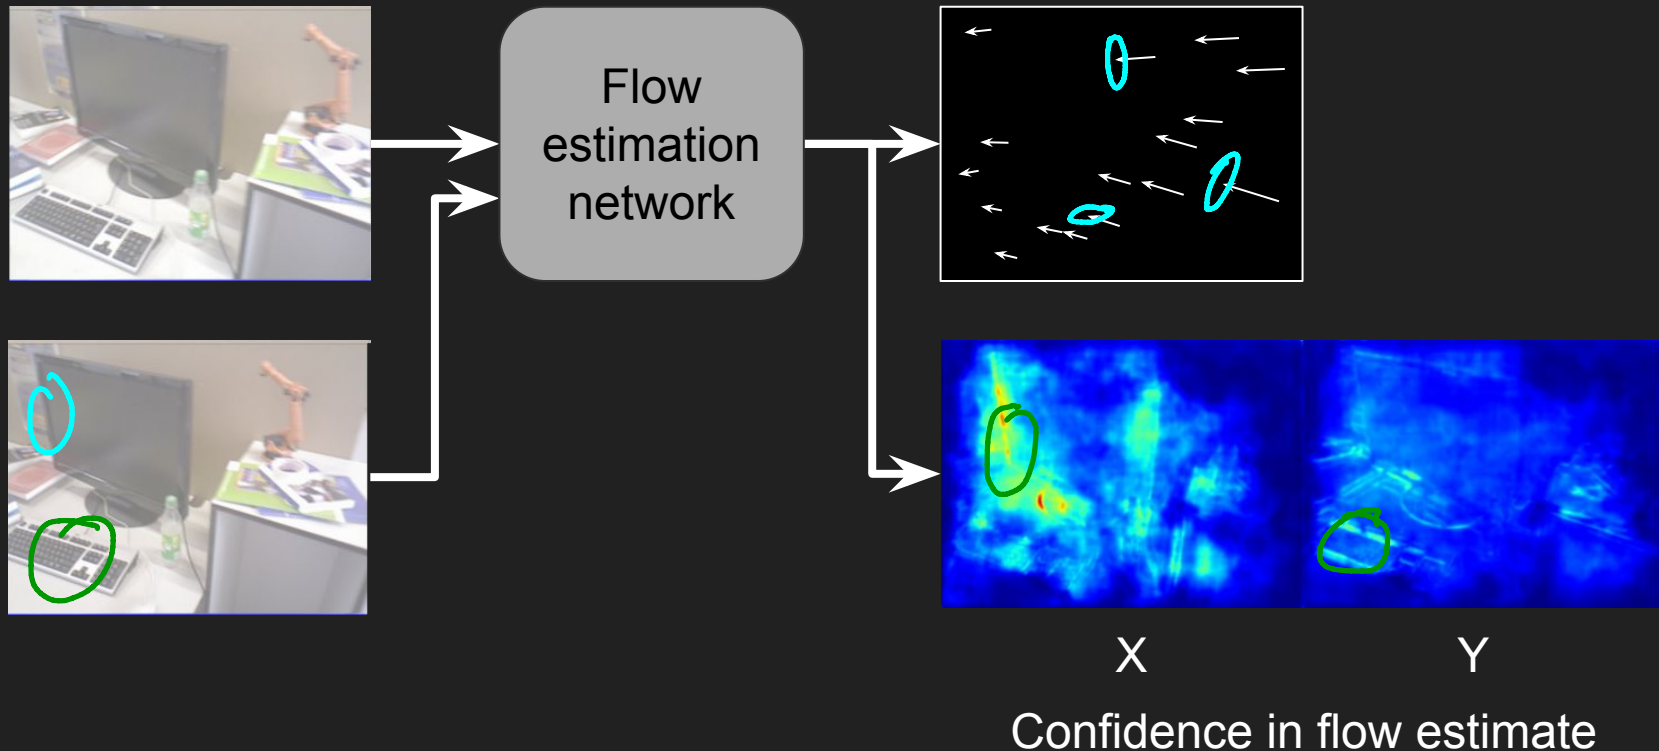 Flow
estimation
network
X
Y
Confidence in flow estimate